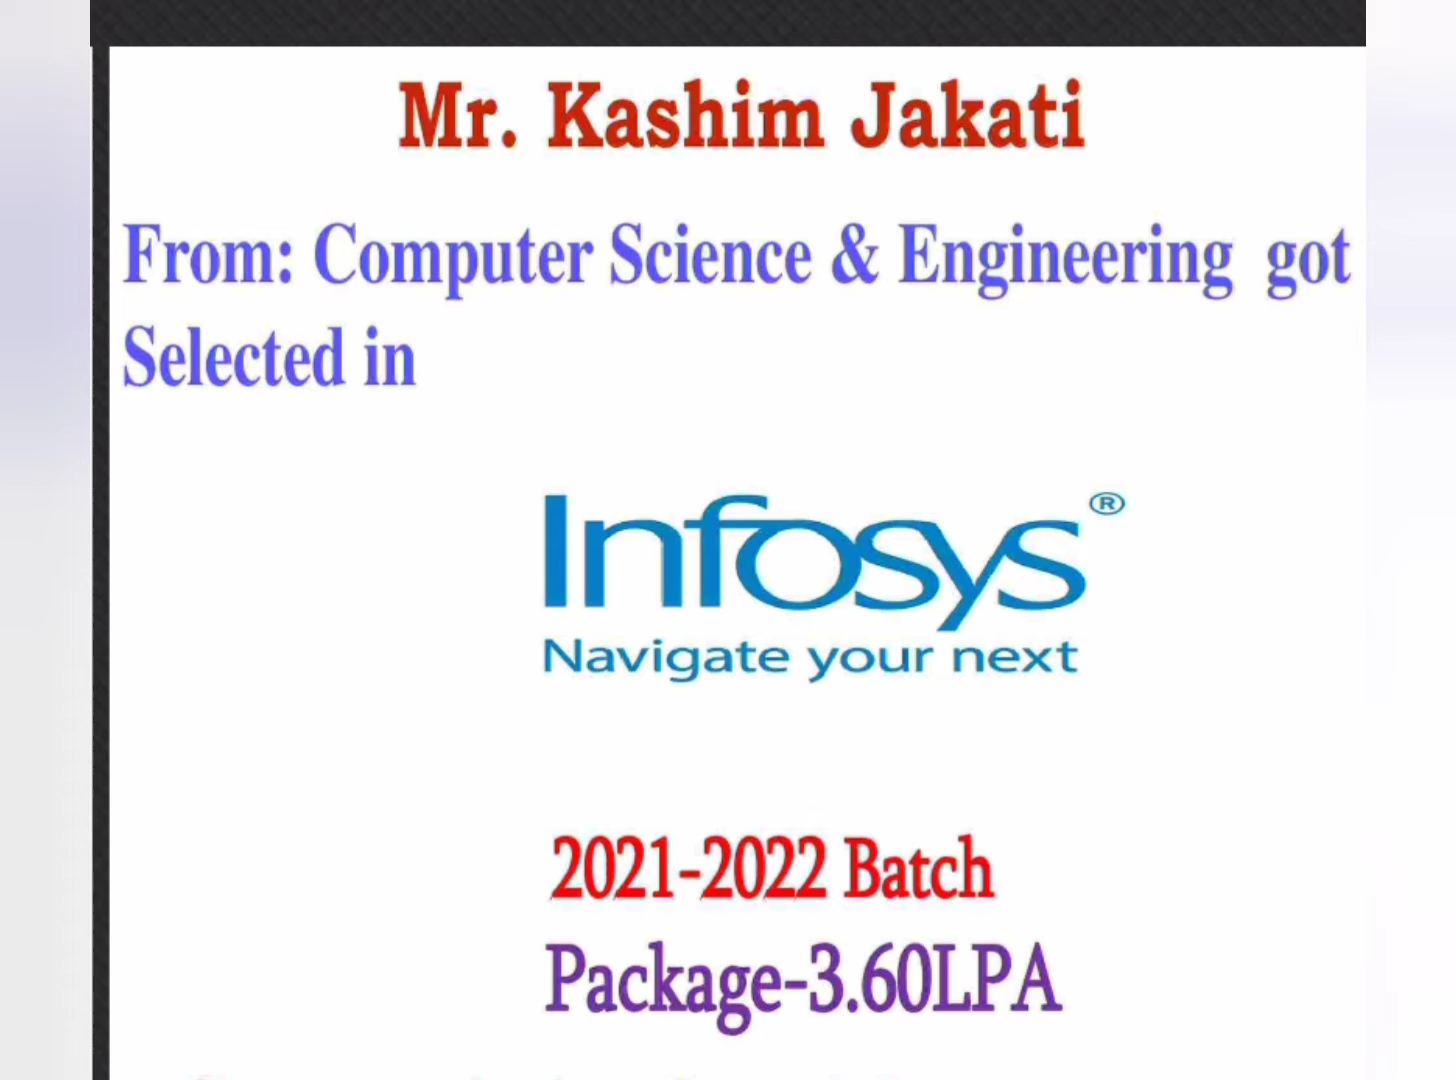 Mr. Kashim Jakati
From: Computer Science & Engineering got
Selected in
Infosys®
Navigate your next
2021-2022 Batch
Package-3.60LPA